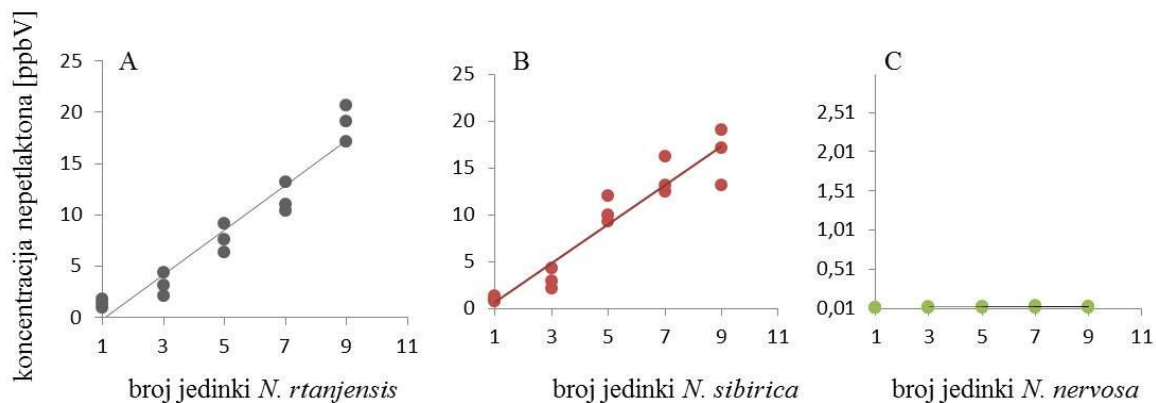 koncentracija nepetlaktona [ppbV]
A
25
20
15
10
5
0
1 3 5 7 9 11
broj jedinki N. rtanjensis
B
25
20
15
10
5
0
1 3 5 7 9 11
broj jedinki N. sibirica
C
2,51
2,01
1,51
1,01
0,51
0,01
1 3 5 7 9 11
broj jedinki N. nervosa